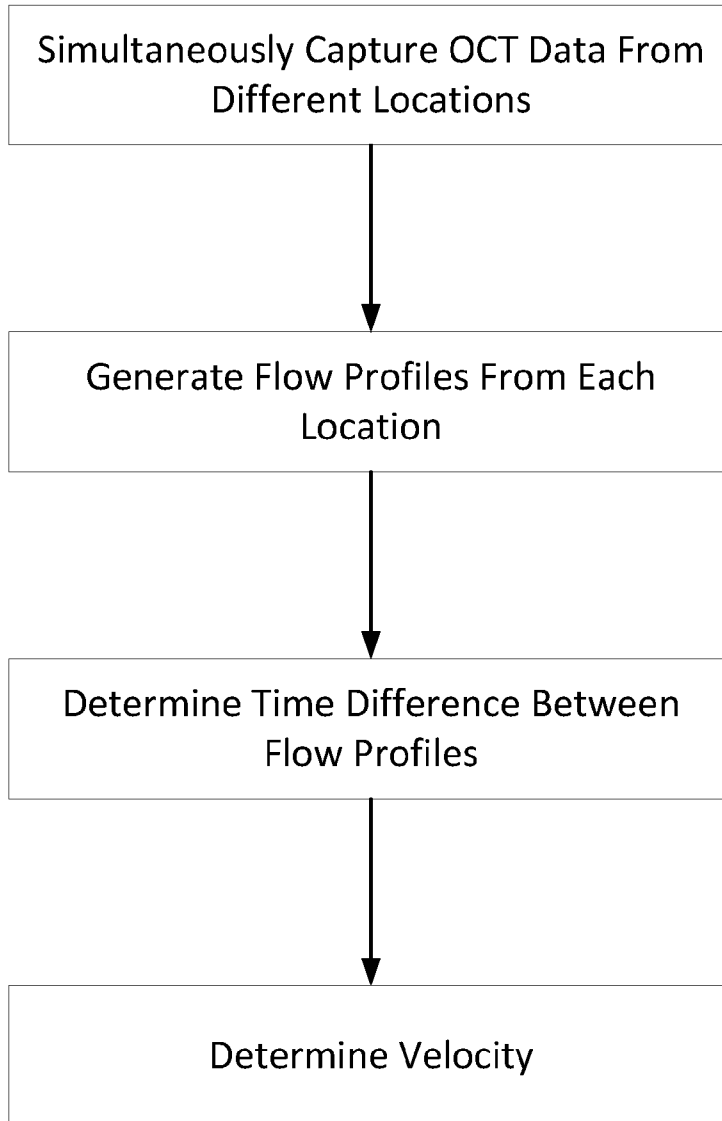 Simultaneously Capture OCT Data From
Different Locations
Generate Flow Profiles From Each
Location
Determine Time Difference Between
Flow Profiles
Determine Velocity